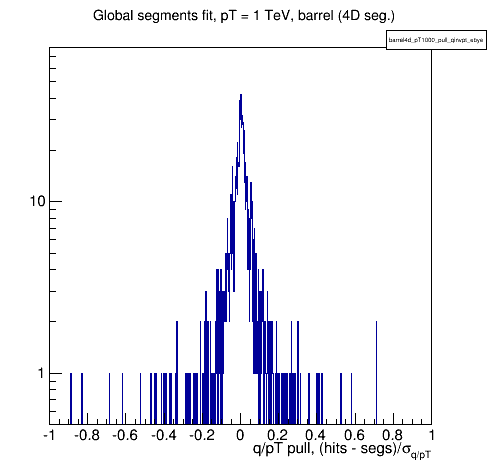 Global segments fit, pT = 1 TeV, barrel (4D seg.)
barrel4d_pT1000_pull_qinvpt_abye
10
1
-1 -0.8 -0.6 -0.4 -0.2 0 0.2 0.4 0.6 0.8 1
q/pT pull, (hits - segs)/σq/pT